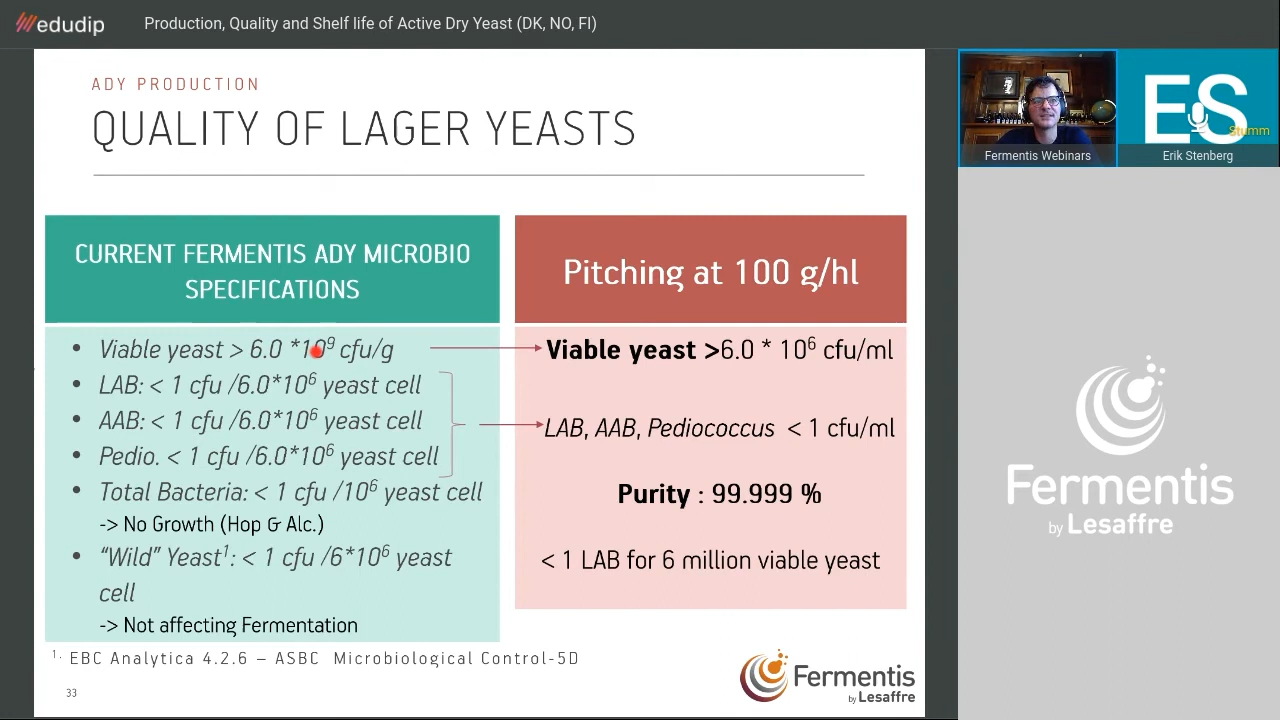 edudip
Production, Quality and Shelf life of Active Dry Yeast (DK, NO, FI)
ADY PRODUCTION
QUALITY OF LAGER YEASTS
CURRENT FERMENTIS ADY MICROBIO
SPECIFICATIONS
• Viable yeast > 6.0 *10⁹ cfu/g
• LAB: < 1 cfu /6.0*10⁶ yeast cell
• AAB: < 1 cfu /6.0*10⁶ yeast cell
• Pedio. < 1 cfu /6.0*10⁶ yeast cell
• Total Bacteria: < 1 cfu /10⁶ yeast cell
-> No Growth (Hop & Alc.)
• “Wild” Yeast¹: < 1 cfu /6*10⁶ yeast
cell
-> Not affecting Fermentation
Pitching at 100 g/hl
Viable yeast >6.0 * 10⁶ cfu/ml
LAB, AAB, Pediococcus < 1 cfu/ml
Purity : 99.999 %
< 1 LAB for 6 million viable yeast
¹· EBC Analytica 4.2.6 – ASBC Microbiological Control-5D
33
Fermentis
by Lesaffre
Fermentis Webinars
ES
Stumm
Erik Stenberg
Fermentis
by Lesaffre